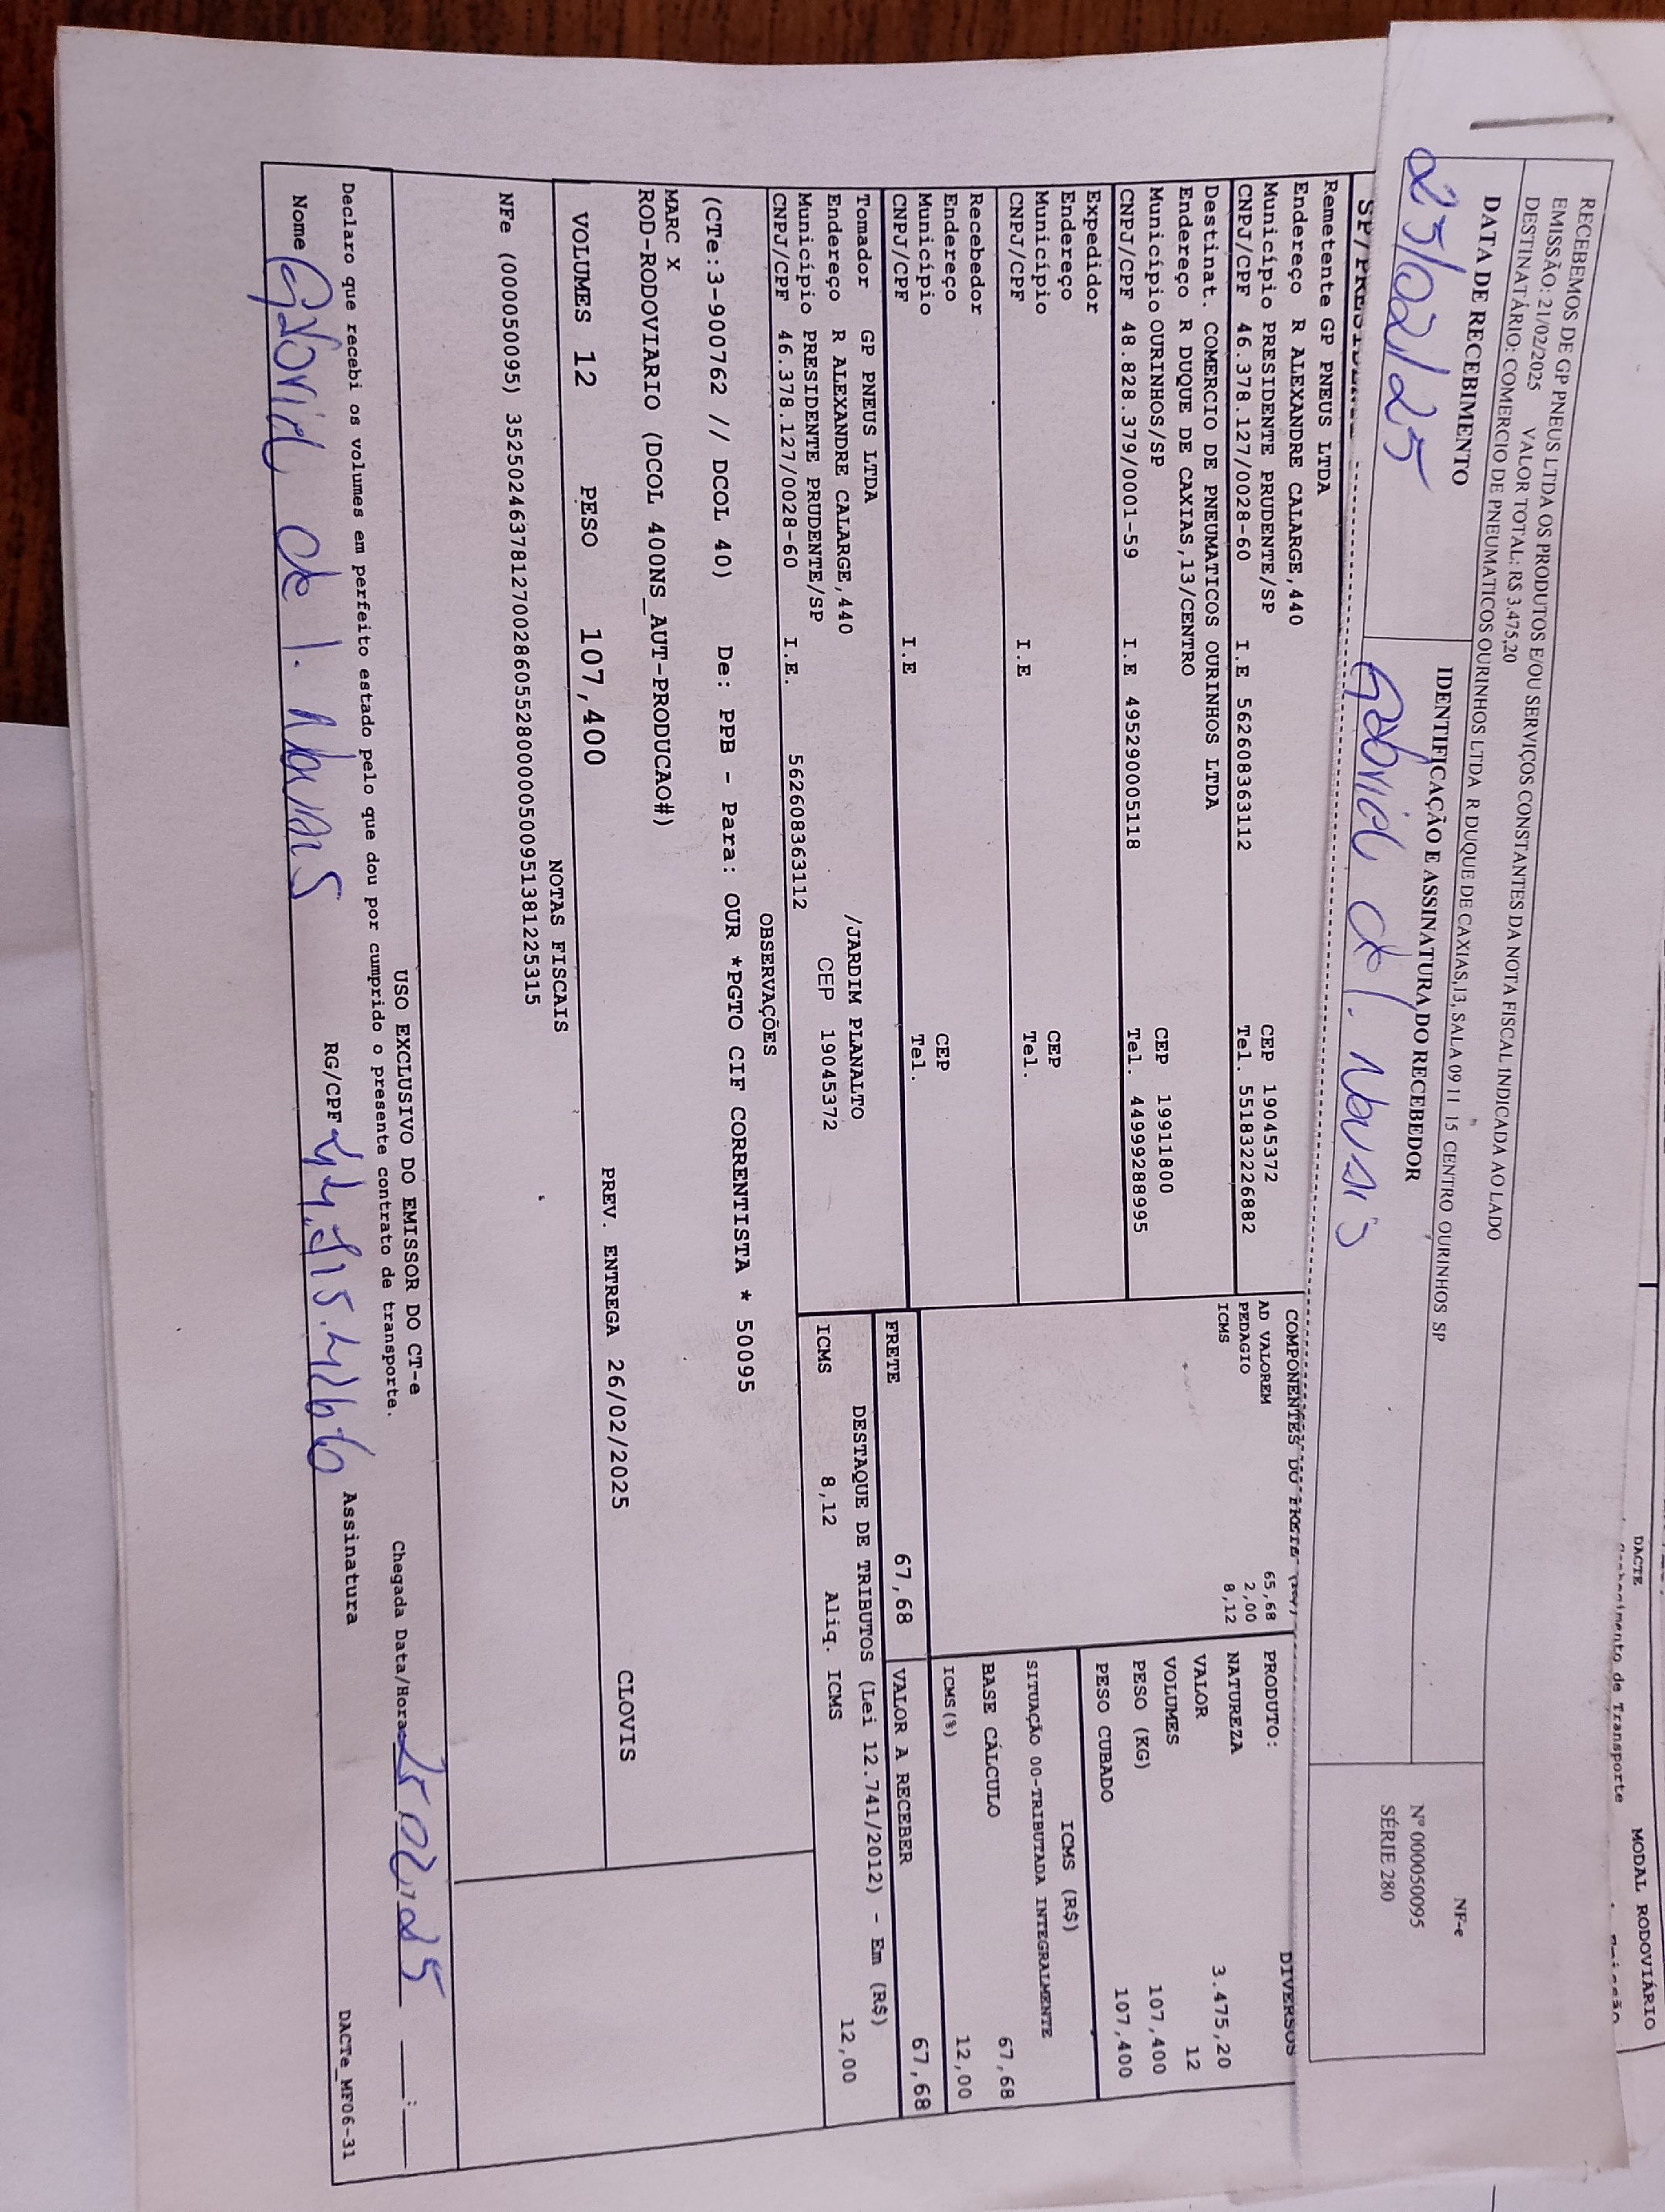 RECEBEMOS DE GP PNEUS LTDA OS PRODUTOS E/OU SERVIÇOS CONSTANTES DA NOTA FISCAL INDICADA AO LADO
EMISSÃO: 21/02/2025 VALOR TOTAL: R$ 3.475,20
DESTINATÁRIO: COMERCIO DE PNEUMATICOS OURINHOS LTDA R DUQUE DE CAXIAS,13, SALA 09 11 15 CENTRO OURINHOS SP
DATA DE RECEBIMENTO
IDENTIFICAÇÃO E ASSINATURA DO RECEBEDOR
25/02/25
Gabriel de
NF-e
Nº 000050095
SÉRIE 280
DACTE
MODAL RODOVIÁRIO
de Transporte
Remetente GP PNEUS LTDA
Endereço R ALEXANDRE CALARGE,440
Município PRESIDENTE PRUDENTE/SP CEP 19045372
CNPJ/CPF 46.378.127/0028-60 I.E 562608363112 Tel. 551832226882
Destinat. COMERCIO DE PNEUMATICOS OURINHOS LTDA
Endereço R DUQUE DE CAXIAS,13/CENTRO
Município OURINHOS/SP CEP 19911800
CNPJ/CPF 48.828.379/0001-59 I.E 495290005118 Tel. 44999288995
Expedidor
Endereço
Município CEP
CNPJ/CPF I.E Tel.
Recebedor
Endereço
Município CEP
CNPJ/CPF I.E Tel.
Tomador GP PNEUS LTDA
Endereço R ALEXANDRE CALARGE,440 /JARDIM PLANALTO
Município PRESIDENTE PRUDENTE/SP CEP 19045372
CNPJ/CPF 46.378.127/0028-60 I.E. 562608363112
COMPONENTES DO
AD VALOREM 65,68
PEDAGIO 2,00
ICMS 8,12
DIVERSOS
PRODUTO:
NATUREZA
VALOR 3.475,20
VOLUMES 12
PESO (KG) 107,400
PESO CUBADO 107,400
ICMS (R$)
SITUAÇÃO 00-TRIBUTADA INTEGRALMENTE
BASE CÁLCULO 67,68
ICMS(%) 12,00
FRETE 67,68
VALOR A RECEBER 67,68
DESTAQUE DE TRIBUTOS (Lei 12.741/2012) - Em (R$)
ICMS 8,12 Aliq. ICMS 12,00
OBSERVAÇÕES
(CTe:3-900762 // DCOL 40) De: PPB - Para: OUR *PGTO CIF CORRENTISTA * 50095
MARC X
ROD-RODOVIARIO (DCOL 400NS_AUT-PRODUCAO#)
VOLUMES 12 PESO 107,400 PREV. ENTREGA 26/02/2025 CLOVIS
NOTAS FISCAIS
NFe (000050095) 35250246378127002860552800000500951381225315
USO EXCLUSIVO DO EMISSOR DO CT-e
Declaro que recebi os volumes em perfeito estado pelo que dou por cumprido o presente contrato de transporte.
Chegada Data/Hora 25 02 25 :
Nome Gabriel de RG/CPF Assinatura
DACTe_MF06-31